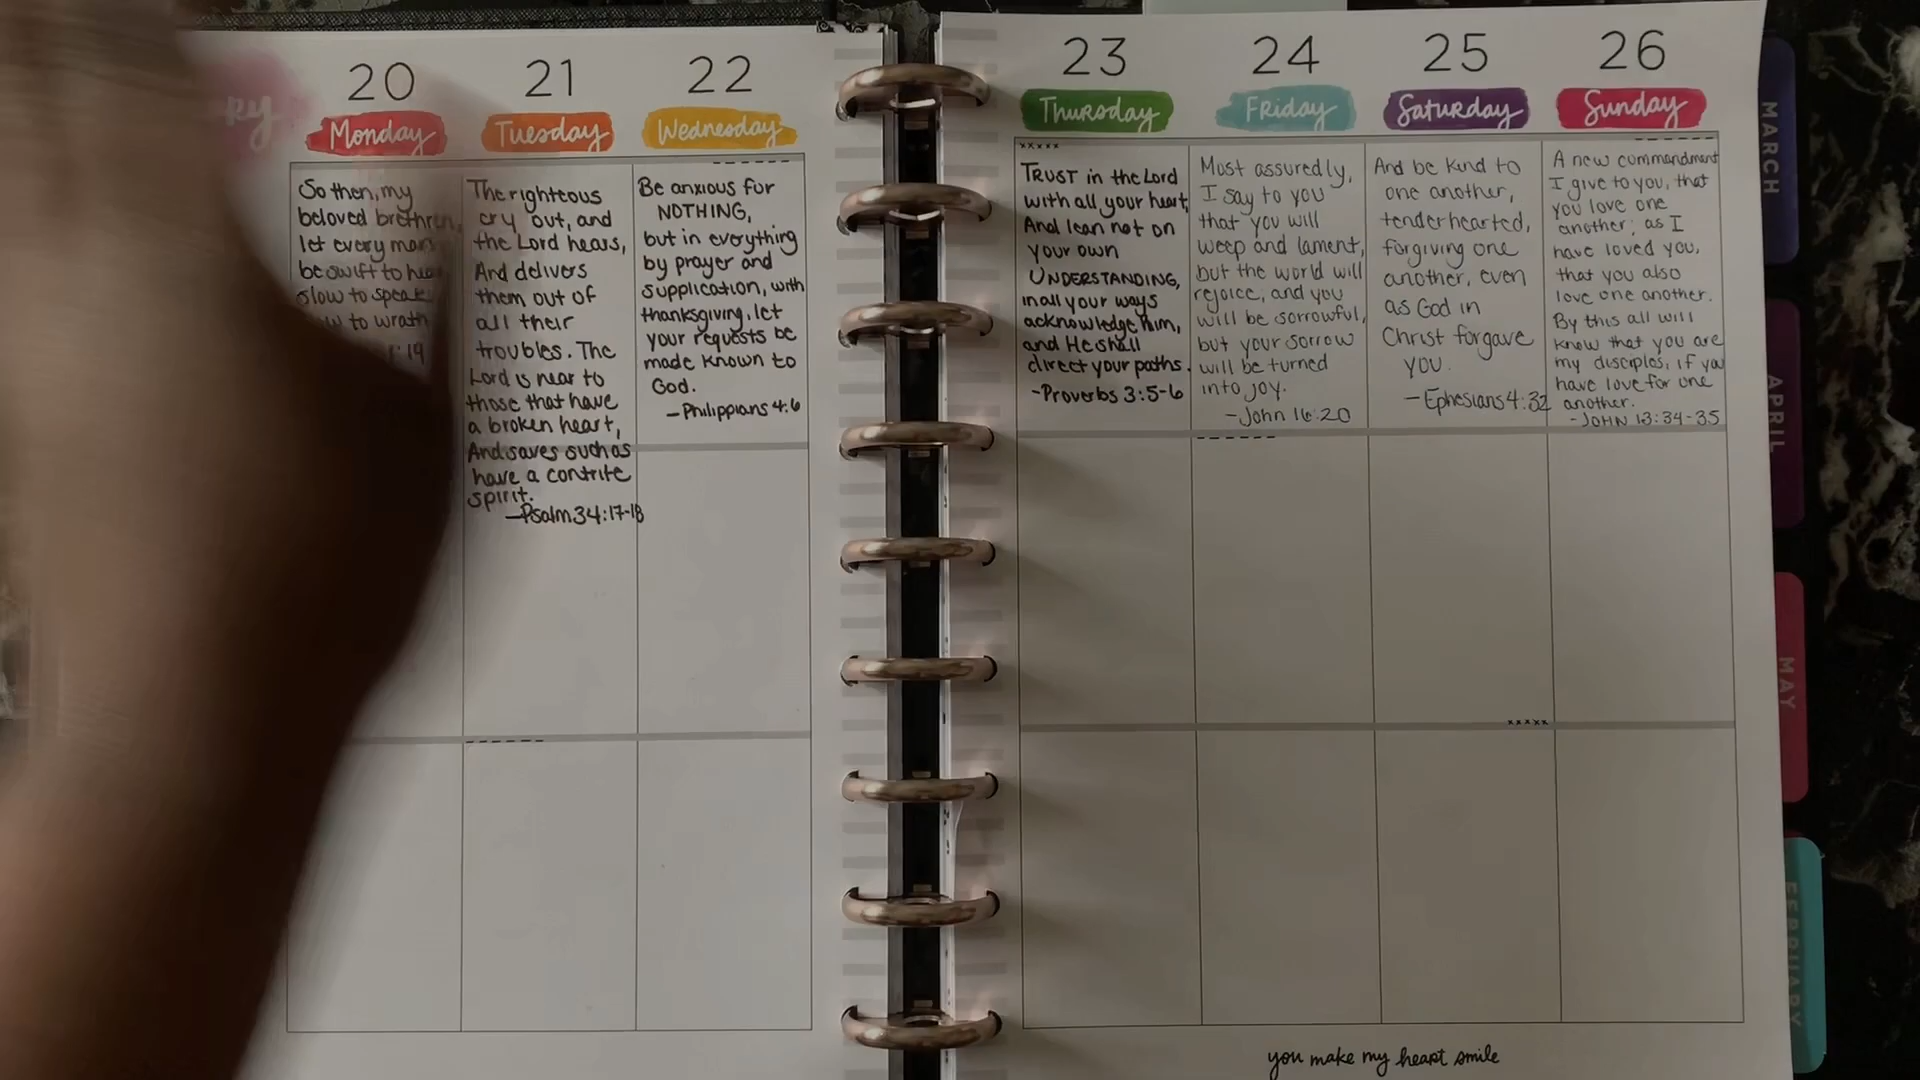 20
Monday
So then, my
beloved brethren,
let every man
be swift to hear
slow to speak
to wrath
:19
21
Tuesday
The righteous
cry out, and
the Lord hears,
And delivers
them out of
all their
troubles. The
Lord is near to
those that have
a broken heart,
And saves such as
have a contrite
spirit.
-Psalm 34:17-18
22
Wednesday
Be anxious for
NOTHING,
but in everything
by prayer and
supplication, with
thanksgiving, let
your requests be
made known to
God.
-Philippians 4:6
23
Thursday
xxxxx
TRUST in the Lord
with all your heart,
And lean not on
your own
UNDERSTANDING,
in all your ways
acknowledge Him,
and He shall
direct your paths.
-Proverbs 3:5-6
24
Friday
Most assuredly,
I say to you
that you will
weep and lament,
but the world will
rejoice, and you
will be sorrowful,
but your sorrow
will be turned
into joy.
-John 16:20
25
Saturday
And be kind to
one another,
tenderhearted,
forgiving one
another, even
as God in
Christ forgave
you.
-Ephesians 4:32
xxxxx
26
Sunday
A new commandment
I give to you, that
you love one
another; as I
have loved you,
that you also
love one another.
By this all will
know that you are
my disciples, if you
have love for one
another.
-JOHN 13:34-35
you make my heart smile
MARCH
APRIL
MAY
FEBRUARY